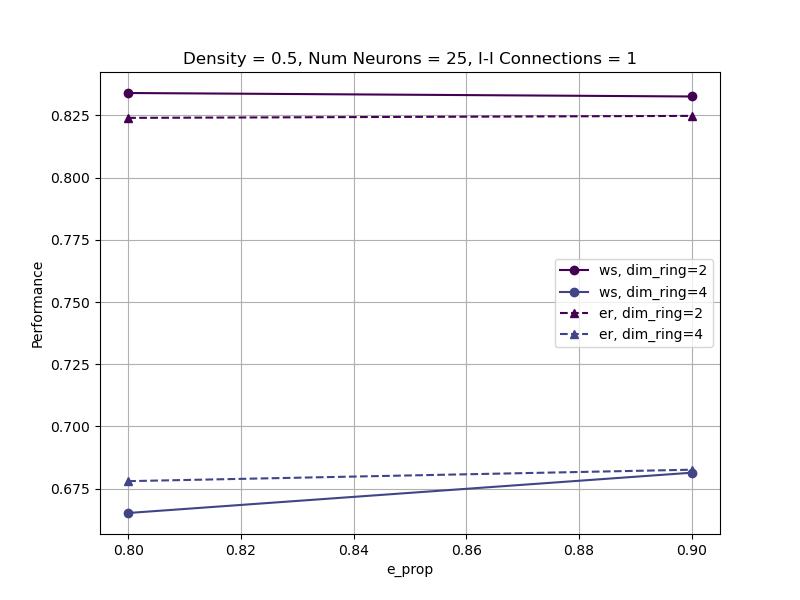 Density = 0.5, Num Neurons = 25, I-I Connections = 1
Performance
0.825
0.800
0.775
0.750
0.725
0.700
0.675
ws, dim_ring=2
ws, dim_ring=4
er, dim_ring=2
er, dim_ring=4
0.80 0.82 0.84 0.86 0.88 0.90
e_prop